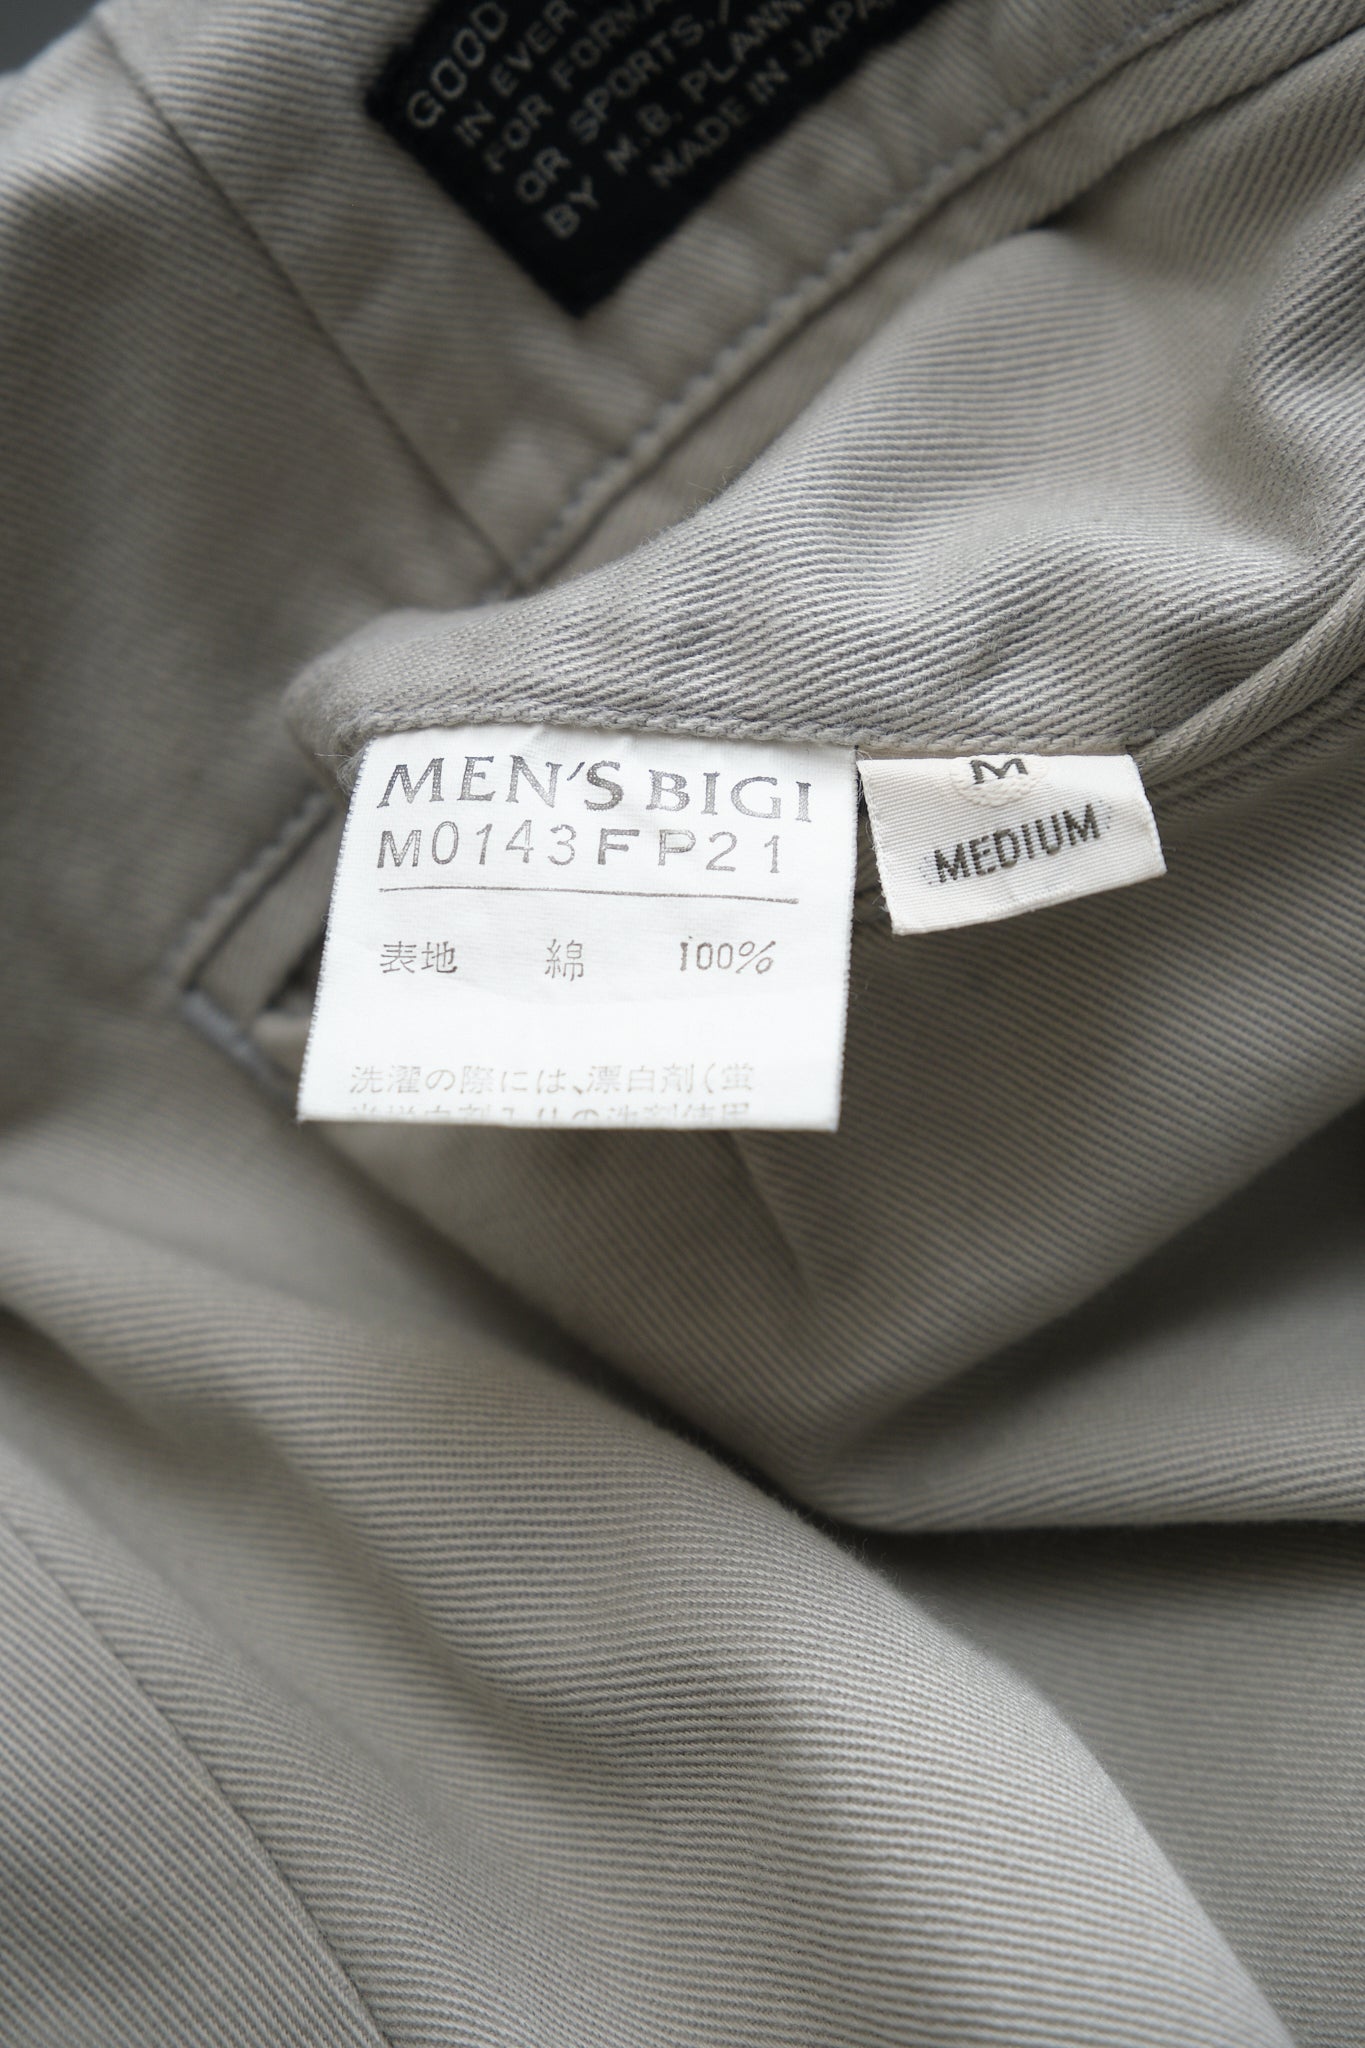 GOOD
IN EVER
FOR FORMA
OR SPORTS.
BY M.B. PLANN
MADE IN JAPA
MEN'S BIGI
M0143FP21
表地 綿 100%
洗濯の際には、漂白剤(蛍
M
MEDIUM